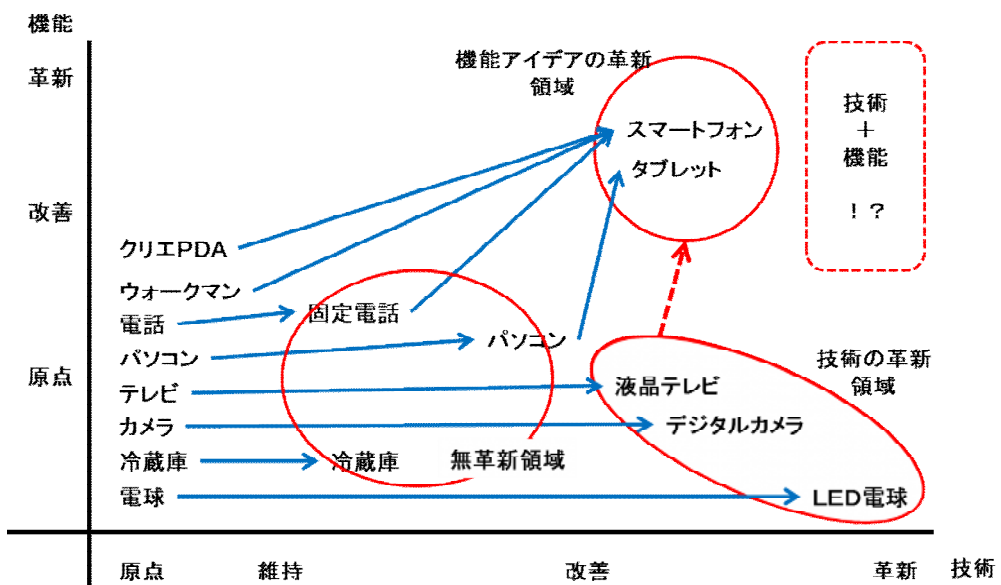 機能
革新
改善
原点
機能アイデアの革新
領域
スマートフォン
タブレット
技術
+
機能
！？
クリエPDA
ウォークマン
電話
固定電話
パソコン
パソコン
テレビ
液晶テレビ
技術の革新
領域
カメラ
デジタルカメラ
冷蔵庫
冷蔵庫
無革新領域
電球
LED電球
原点
維持
改善
革新
技術